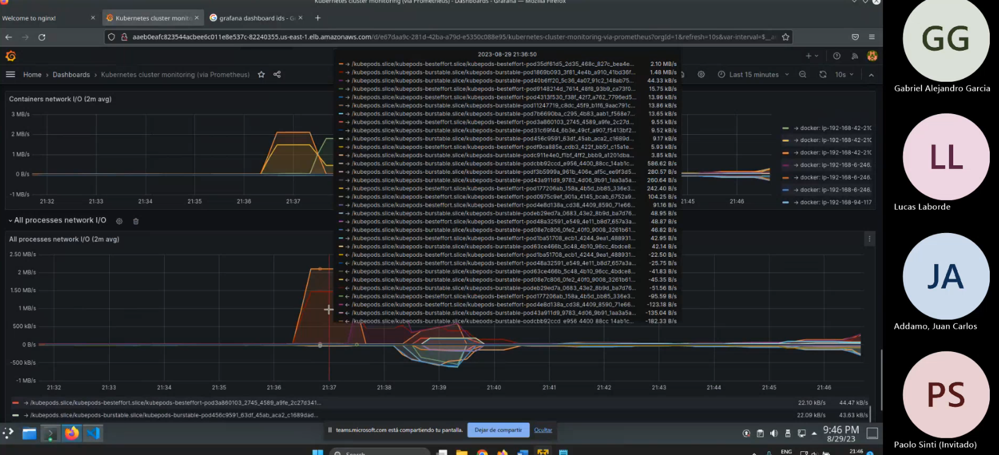 Kubernetes cluster monitoring (via Prometheus) - Dashboards - Grafana — Mozilla Firefox
Welcome to nginx!
Kubernetes cluster monito
grafana dashboard ids - G
aaeb0eafc823544acbee6c011e8e537c-82240355.us-east-1.elb.amazonaws.com/d/e67daa9c-281d-42ba-a79d-e5350c088e95/kubernetes-cluster-monitoring-via-prometheus?orgId=1&refresh=10s&var-interval=$__a
Home › Dashboards › Kubernetes cluster monitoring (via Prometheus)
Last 15 minutes
10s
Containers network I/O (2m avg)
3 MB/s
2 MB/s
1 MB/s
0 B/s
-1 MB/s
21:32 21:33 21:34 21:35 21:36 21:37 21:45 21:46
→ docker: ip-192-168-42-210
→ docker: ip-192-168-42-210
→ docker: ip-192-168-42-210
→ docker: ip-192-168-6-246.
→ docker: ip-192-168-6-246.
→ docker: ip-192-168-6-246.
→ docker: ip-192-168-94-117
2023-08-29 21:36:50
→ /kubepods.slice/kubepods-besteffort.slice/kubepods-besteffort-pod35df61d5_2d35_468c_827c_bea4e... 2.10 MB/s
→ /kubepods.slice/kubepods-burstable.slice/kubepods-burstable-pod1869b093_3f81_4e4b_a910_41bd36f... 1.48 MB/s
→ /kubepods.slice/kubepods-besteffort.slice/kubepods-besteffort-pod40b6ff20_5c36_4a07_91c2_148ab75... 44.33 kB/s
→ /kubepods.slice/kubepods-besteffort.slice/kubepods-besteffort-pod9148214d_7614_48f8_93b9_ca73f0... 15.75 kB/s
→ /kubepods.slice/kubepods-besteffort.slice/kubepods-besteffort-pod4313f530_f38f_42f7_a762_7796ed5... 13.96 kB/s
→ /kubepods.slice/kubepods-besteffort.slice/kubepods-besteffort-pod11247719_c8dc_45f9_b1f6_9aac791c... 13.86 kB/s
→ /kubepods.slice/kubepods-besteffort.slice/kubepods-besteffort-pod7b6690ba_c295_4b83_aab1_f568e7... 13.65 kB/s
→ /kubepods.slice/kubepods-besteffort.slice/kubepods-besteffort-pod3a860103_2745_4589_a9fe_2c27d... 9.55 kB/s
→ /kubepods.slice/kubepods-burstable.slice/kubepods-burstable-pod31c69f44_6b3e_49cf_a907_f5413bf2... 9.52 kB/s
→ /kubepods.slice/kubepods-burstable.slice/kubepods-burstable-pod456c9591_63df_45ab_aca2_c1689d... 9.17 kB/s
→ /kubepods.slice/kubepods-besteffort.slice/kubepods-besteffort-podf9ca885e_cdb3_422f_bb5f_c15a1e... 5.93 kB/s
→ /kubepods.slice/kubepods-besteffort.slice/kubepods-besteffort-podc911e4e0_f1bf_4ff2_bbb9_a1201dba... 3.85 kB/s
→ /kubepods.slice/kubepods-besteffort.slice/kubepods-besteffort-podcbb92ccd_e956_4400_88cc_14ab1c... 586.62 B/s
→ /kubepods.slice/kubepods-burstable.slice/kubepods-burstable-podf3b5999a_961b_406e_af5c_ee9f3d5... 280.57 B/s
→ /kubepods.slice/kubepods-burstable.slice/kubepods-burstable-pod43a911d9_9783_4d06_9b91_1aa3a5a... 260.64 B/s
→ /kubepods.slice/kubepods-burstable.slice/kubepods-burstable-pod177206ab_158a_4b5d_bb85_336e3... 242.40 B/s
→ /kubepods.slice/kubepods-besteffort.slice/kubepods-besteffort-pod0975c9ef_901a_4145_bcab_6752a9... 104.25 B/s
→ /kubepods.slice/kubepods-burstable.slice/kubepods-burstable-pod4e8d138a_cd38_4409_8590_71e66... 91.16 B/s
→ /kubepods.slice/kubepods-burstable.slice/kubepods-burstable-podeb29ed7a_0683_43e2_8b9d_ba7d76... 48.95 B/s
→ /kubepods.slice/kubepods-burstable.slice/kubepods-burstable-pod48a32591_e549_4e11_b8d7_657a3a... 48.87 B/s
→ /kubepods.slice/kubepods-burstable.slice/kubepods-burstable-pod08e7c806_0fe2_40f0_9008_3261b61... 46.82 B/s
→ /kubepods.slice/kubepods-burstable.slice/kubepods-burstable-pod1ba51708_ecb1_4244_9ea1_488931... 42.95 B/s
→ /kubepods.slice/kubepods-burstable.slice/kubepods-burstable-pod63ce466b_5c48_4b10_96cc_4bdce8... 42.14 B/s
← /kubepods.slice/kubepods-burstable.slice/kubepods-burstable-pod1ba51708_ecb1_4244_9ea1_488931... -22.50 B/s
← /kubepods.slice/kubepods-burstable.slice/kubepods-burstable-pod48a32591_e549_4e11_b8d7_657a3a... -25.75 B/s
← /kubepods.slice/kubepods-burstable.slice/kubepods-burstable-pod63ce466b_5c48_4b10_96cc_4bdce8... -41.83 B/s
← /kubepods.slice/kubepods-burstable.slice/kubepods-burstable-pod08e7c806_0fe2_40f0_9008_3261b61... -45.35 B/s
← /kubepods.slice/kubepods-burstable.slice/kubepods-burstable-podeb29ed7a_0683_43e2_8b9d_ba7d76... -51.56 B/s
← /kubepods.slice/kubepods-burstable.slice/kubepods-burstable-pod177206ab_158a_4b5d_bb85_336e3... -95.59 B/s
← /kubepods.slice/kubepods-burstable.slice/kubepods-burstable-pod4e8d138a_cd38_4409_8590_71e66... -123.18 B/s
← /kubepods.slice/kubepods-burstable.slice/kubepods-burstable-pod43a911d9_9783_4d06_9b91_1aa3a5a... -135.04 B/s
← /kubepods.slice/kubepods-besteffort.slice/kubepods-besteffort-podcbb92ccd_e956_4400_88cc_14ab1c... -182.33 B/s
All processes network I/O
All processes network I/O (2m avg)
2.50 MB/s
2 MB/s
1.50 MB/s
1 MB/s
500 kB/s
0 B/s
-500 kB/s
-1 MB/s
21:32 21:33 21:34 21:35 21:36 21:37 21:38 21:39 21:40 21:41 21:42 21:43 21:44 21:45 21:46
→ /kubepods.slice/kubepods-besteffort.slice/kubepods-besteffort-pod3a860103_2745_4589_a9fe_2c27d341... 22.10 kB/s 44.47 kB/s
→ /kubepods.slice/kubepods-burstable.slice/kubepods-burstable-pod456c9591_63df_45ab_aca2_c1689dad... 22.09 kB/s 43.63 kB/s
teams.microsoft.com está compartiendo tu pantalla.
Dejar de compartir
Ocultar
9:46 PM
8/29/23
Search
ENG
21:46
GG
Gabriel Alejandro Garcia
LL
Lucas Laborde
JA
Addamo, Juan Carlos
PS
Paolo Sinti (Invitado)